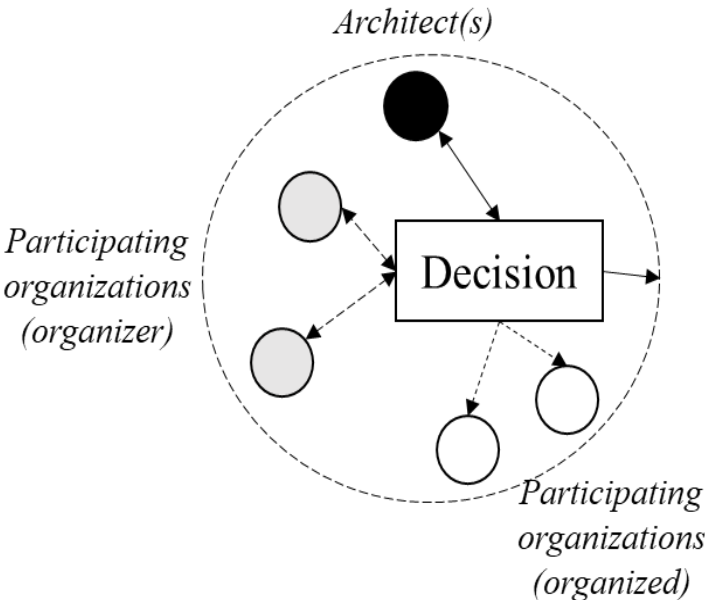 Architect(s)
Participating
organizations
(organizer)
Decision
Participating
organizations
(organized)